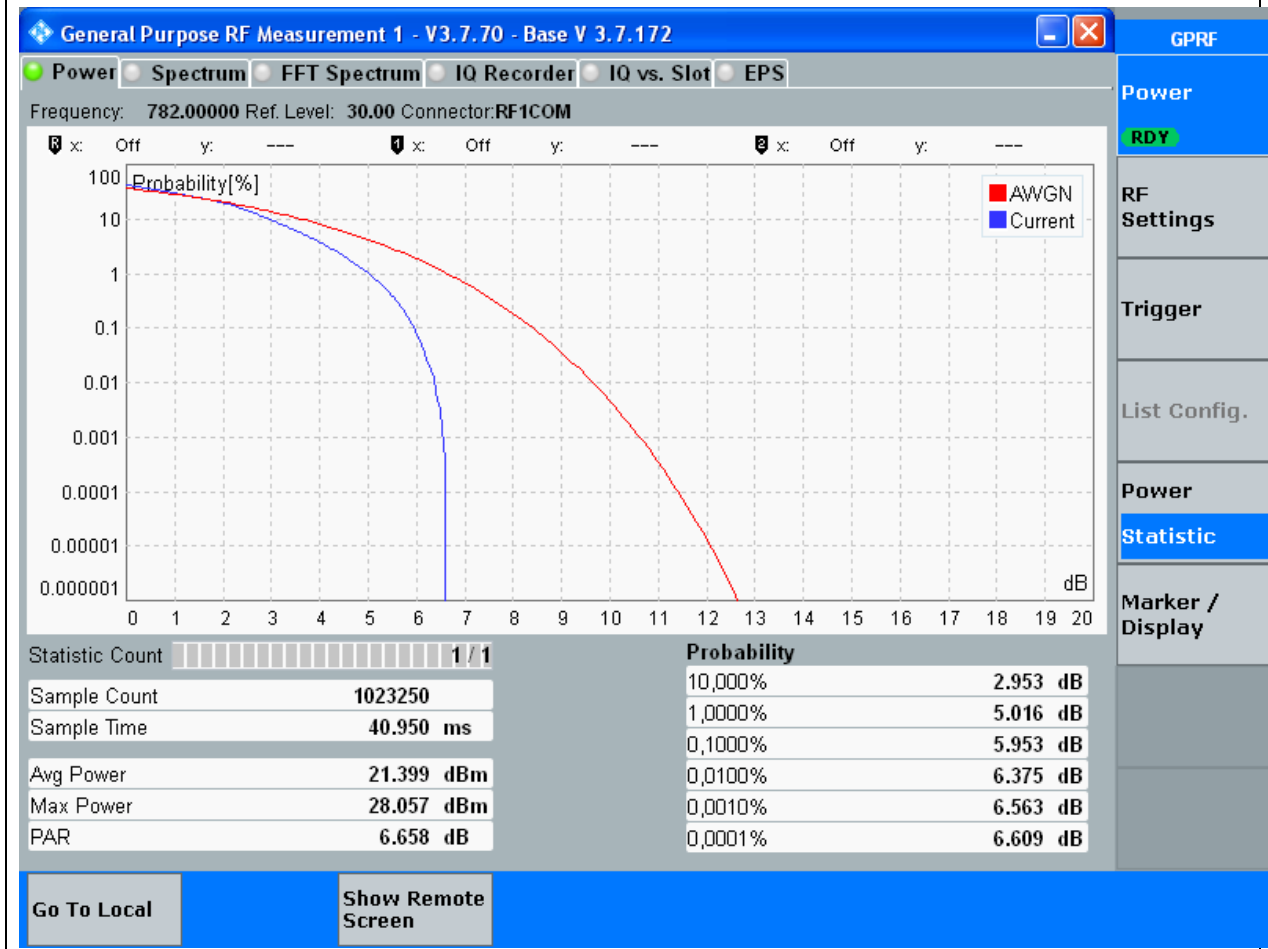 General Purpose RF Measurement 1 - V3.7.70 - Base V 3.7.172
GPRF
Power Spectrum FFT Spectrum IQ Recorder IQ vs. Slot EPS
Frequency: 782.00000 Ref. Level: 30.00 Connector:RF1COM
R x: Off y: --- 1 x: Off y: --- 2 x: Off y: ---
Probability[%]
AWGN
Current
100
10
1
0.1
0.01
0.001
0.0001
0.00001
0.000001
dB
0 1 2 3 4 5 6 7 8 9 10 11 12 13 14 15 16 17 18 19 20
Statistic Count 1 / 1
Sample Count 1023250
Sample Time 40.950 ms
Avg Power 21.399 dBm
Max Power 28.057 dBm
PAR 6.658 dB
Probability
10,000% 2.953 dB
1,0000% 5.016 dB
0,1000% 5.953 dB
0,0100% 6.375 dB
0,0010% 6.563 dB
0,0001% 6.609 dB
Power
RDY
RF
Settings
Trigger
List Config.
Power
Statistic
Marker /
Display
Go To Local
Show Remote
Screen